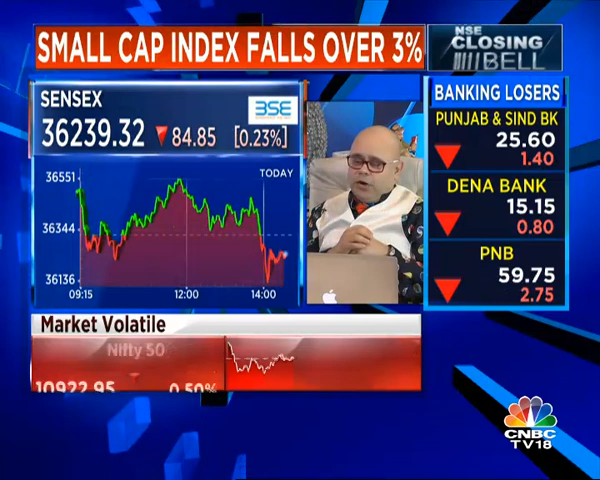 SMALL CAP INDEX FALLS OVER 3%
NSE
CLOSING
BELL
SENSEX
BSE
36239.32 84.85 [0.23%]
TODAY
36551
36344
36136
09:15 12:00 14:00
BANKING LOSERS
PUNJAB & SIND BK
25.60
1.40
DENA BANK
15.15
0.80
PNB
59.75
2.75
Market Volatile
Nifty 50
10922.95 0.50%
CNBC
TV18